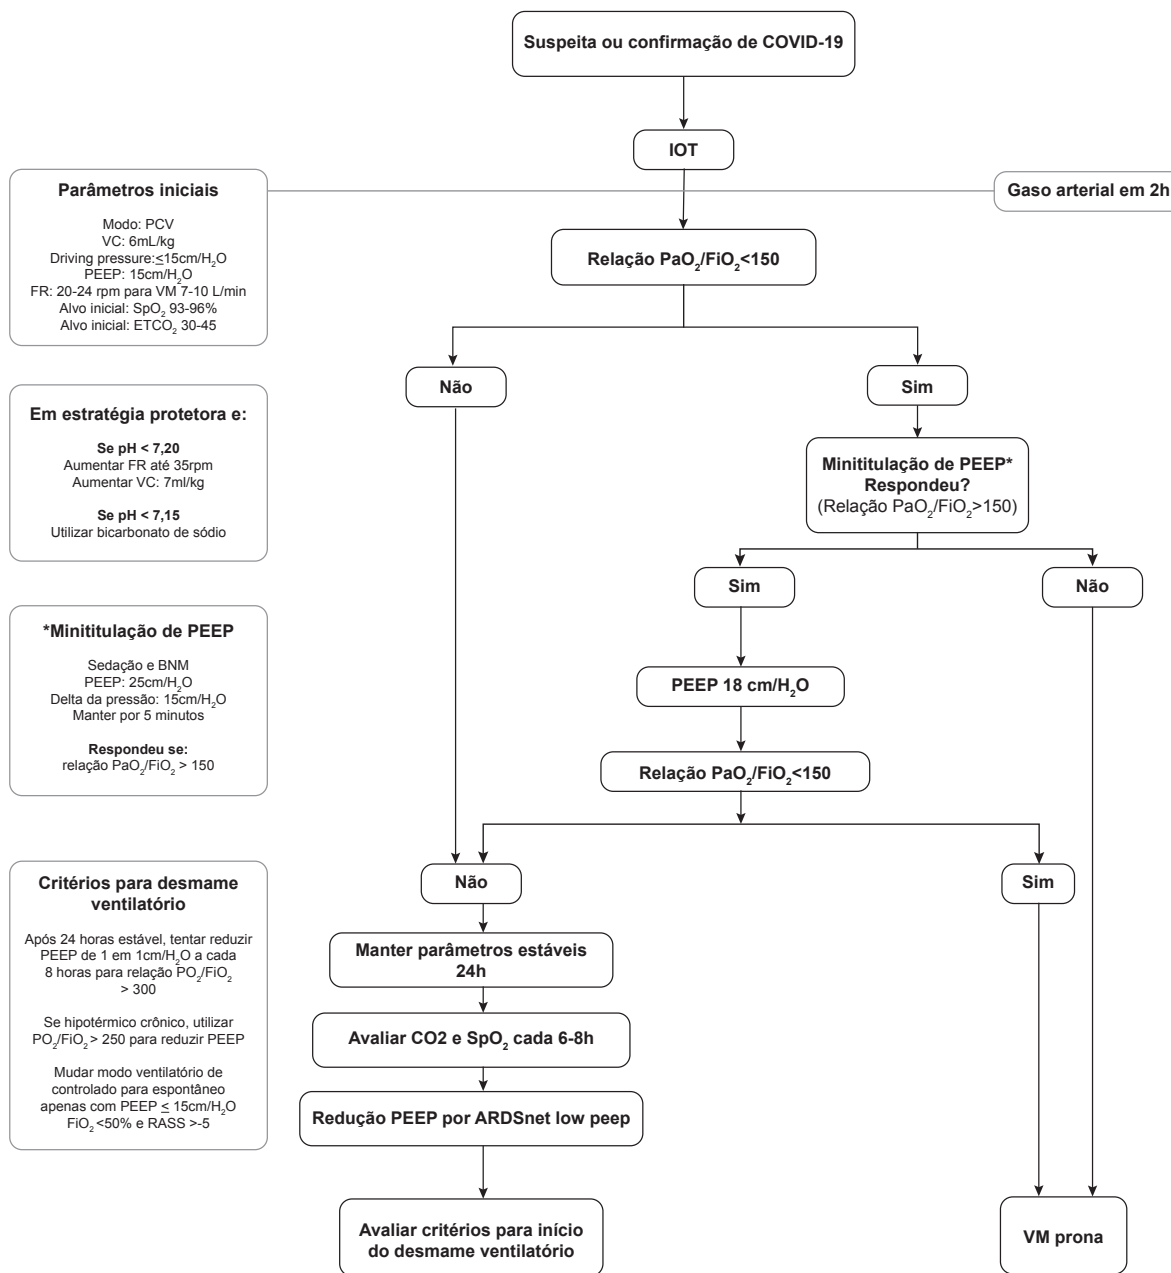 Suspeita ou confirmação de COVID-19
IOT
Parâmetros iniciais
Modo: PCV
VC: 6mL/kg
Driving pressure:≤15cm/H₂O
PEEP: 15cm/H₂O
FR: 20-24 rpm para VM 7-10 L/min
Alvo inicial: SpO₂ 93-96%
Alvo inicial: ETCO₂ 30-45
Gaso arterial em 2h
Relação PaO₂/FiO₂<150
Não
Sim
Em estratégia protetora e:
Se pH < 7,20
Aumentar FR até 35rpm
Aumentar VC: 7ml/kg
Se pH < 7,15
Utilizar bicarbonato de sódio
Minititulação de PEEP*
Respondeu?
(Relação PaO₂/FiO₂>150)
Sim
Não
*Minititulação de PEEP
Sedação e BNM
PEEP: 25cm/H₂O
Delta da pressão: 15cm/H₂O
Manter por 5 minutos
Respondeu se:
relação PaO₂/FiO₂ > 150
PEEP 18 cm/H₂O
Relação PaO₂/FiO₂<150
Não
Sim
Critérios para desmame
ventilatório
Após 24 horas estável, tentar reduzir
PEEP de 1 em 1cm/H₂O a cada
8 horas para relação PO₂/FiO₂
> 300
Se hipotérmico crônico, utilizar
PO₂/FiO₂ > 250 para reduzir PEEP
Mudar modo ventilatório de
controlado para espontâneo
apenas com PEEP ≤ 15cm/H₂O
FiO₂ <50% e RASS >-5
Manter parâmetros estáveis
24h
Avaliar CO2 e SpO₂ cada 6-8h
Redução PEEP por ARDSnet low peep
Avaliar critérios para início
do desmame ventilatório
VM prona